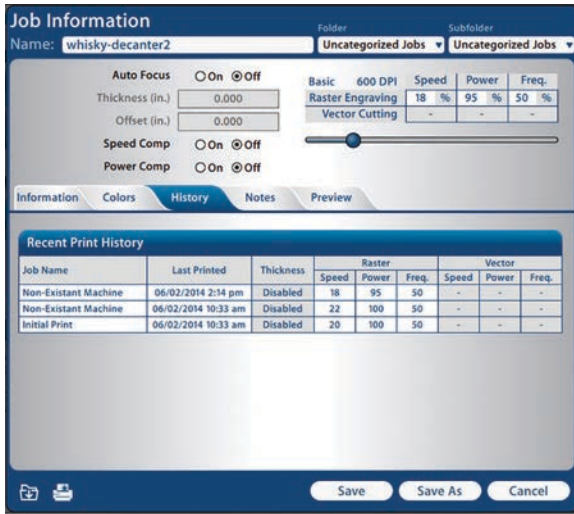 Job Information
Folder Subfolder
Name: whisky-decanter2 Uncategorized Jobs Uncategorized Jobs
Auto Focus On Off
Thickness (in.) 0.000
Offset (in.) 0.000
Speed Comp On Off
Power Comp On Off
Basic 600 DPI Speed Power Freq.
Raster Engraving 18 % 95 % 50 %
Vector Cutting - - -
Information Colors History Notes Preview
Recent Print History
Job Name Last Printed Thickness Raster Vector
Speed Power Freq. Speed Power Freq.
Non-Existant Machine 06/02/2014 2:14 pm Disabled 18 95 50 - - -
Non-Existant Machine 06/02/2014 10:33 am Disabled 22 100 50 - - -
Initial Print 06/02/2014 10:33 am Disabled 20 100 50 - - -
Save Save As Cancel